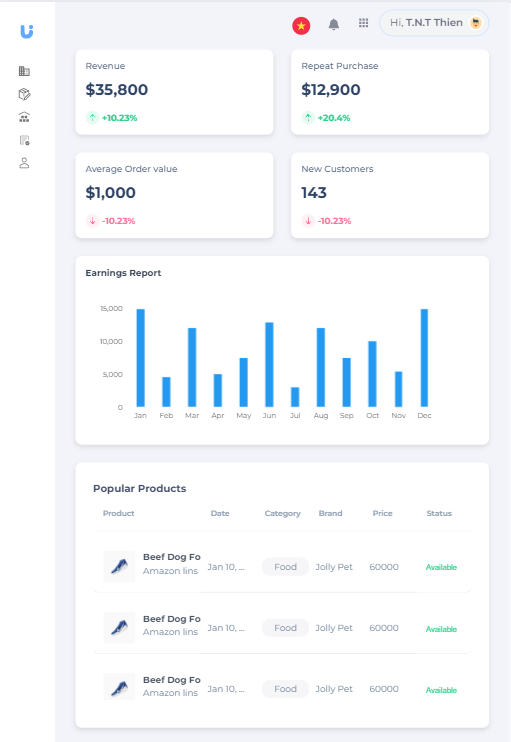 Hi, T.N.T Thien
Revenue
$35,800
+10.23%
Repeat Purchase
$12,900
+20.4%
Average Order value
$1,000
-10.23%
New Customers
143
-10.23%
Earnings Report
15,000
10,000
5,000
0
Jan Feb Mar Apr May Jun Jul Aug Sep Oct Nov Dec
Popular Products
Product Date Category Brand Price Status
Beef Dog Fo
Amazon lins Jan 10, ... Food Jolly Pet 60000 Available
Beef Dog Fo
Amazon lins Jan 10, ... Food Jolly Pet 60000 Available
Beef Dog Fo
Amazon lins Jan 10, ... Food Jolly Pet 60000 Available